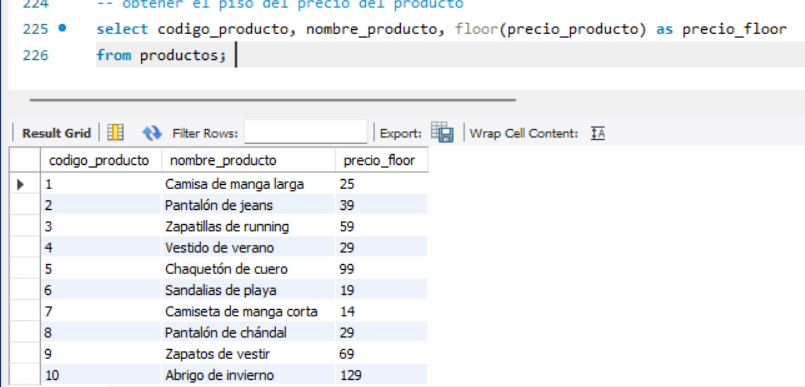 224 -- obtener el piso del precio del producto
225 select codigo_producto, nombre_producto, floor(precio_producto) as precio_floor
226 from productos;
Result Grid Filter Rows: Export: Wrap Cell Content: IA
codigo_producto nombre_producto precio_floor
1 Camisa de manga larga 25
2 Pantalón de jeans 39
3 Zapatillas de running 59
4 Vestido de verano 29
5 Chaquetón de cuero 99
6 Sandalias de playa 19
7 Camiseta de manga corta 14
8 Pantalón de chándal 29
9 Zapatos de vestir 69
10 Abrigo de invierno 129